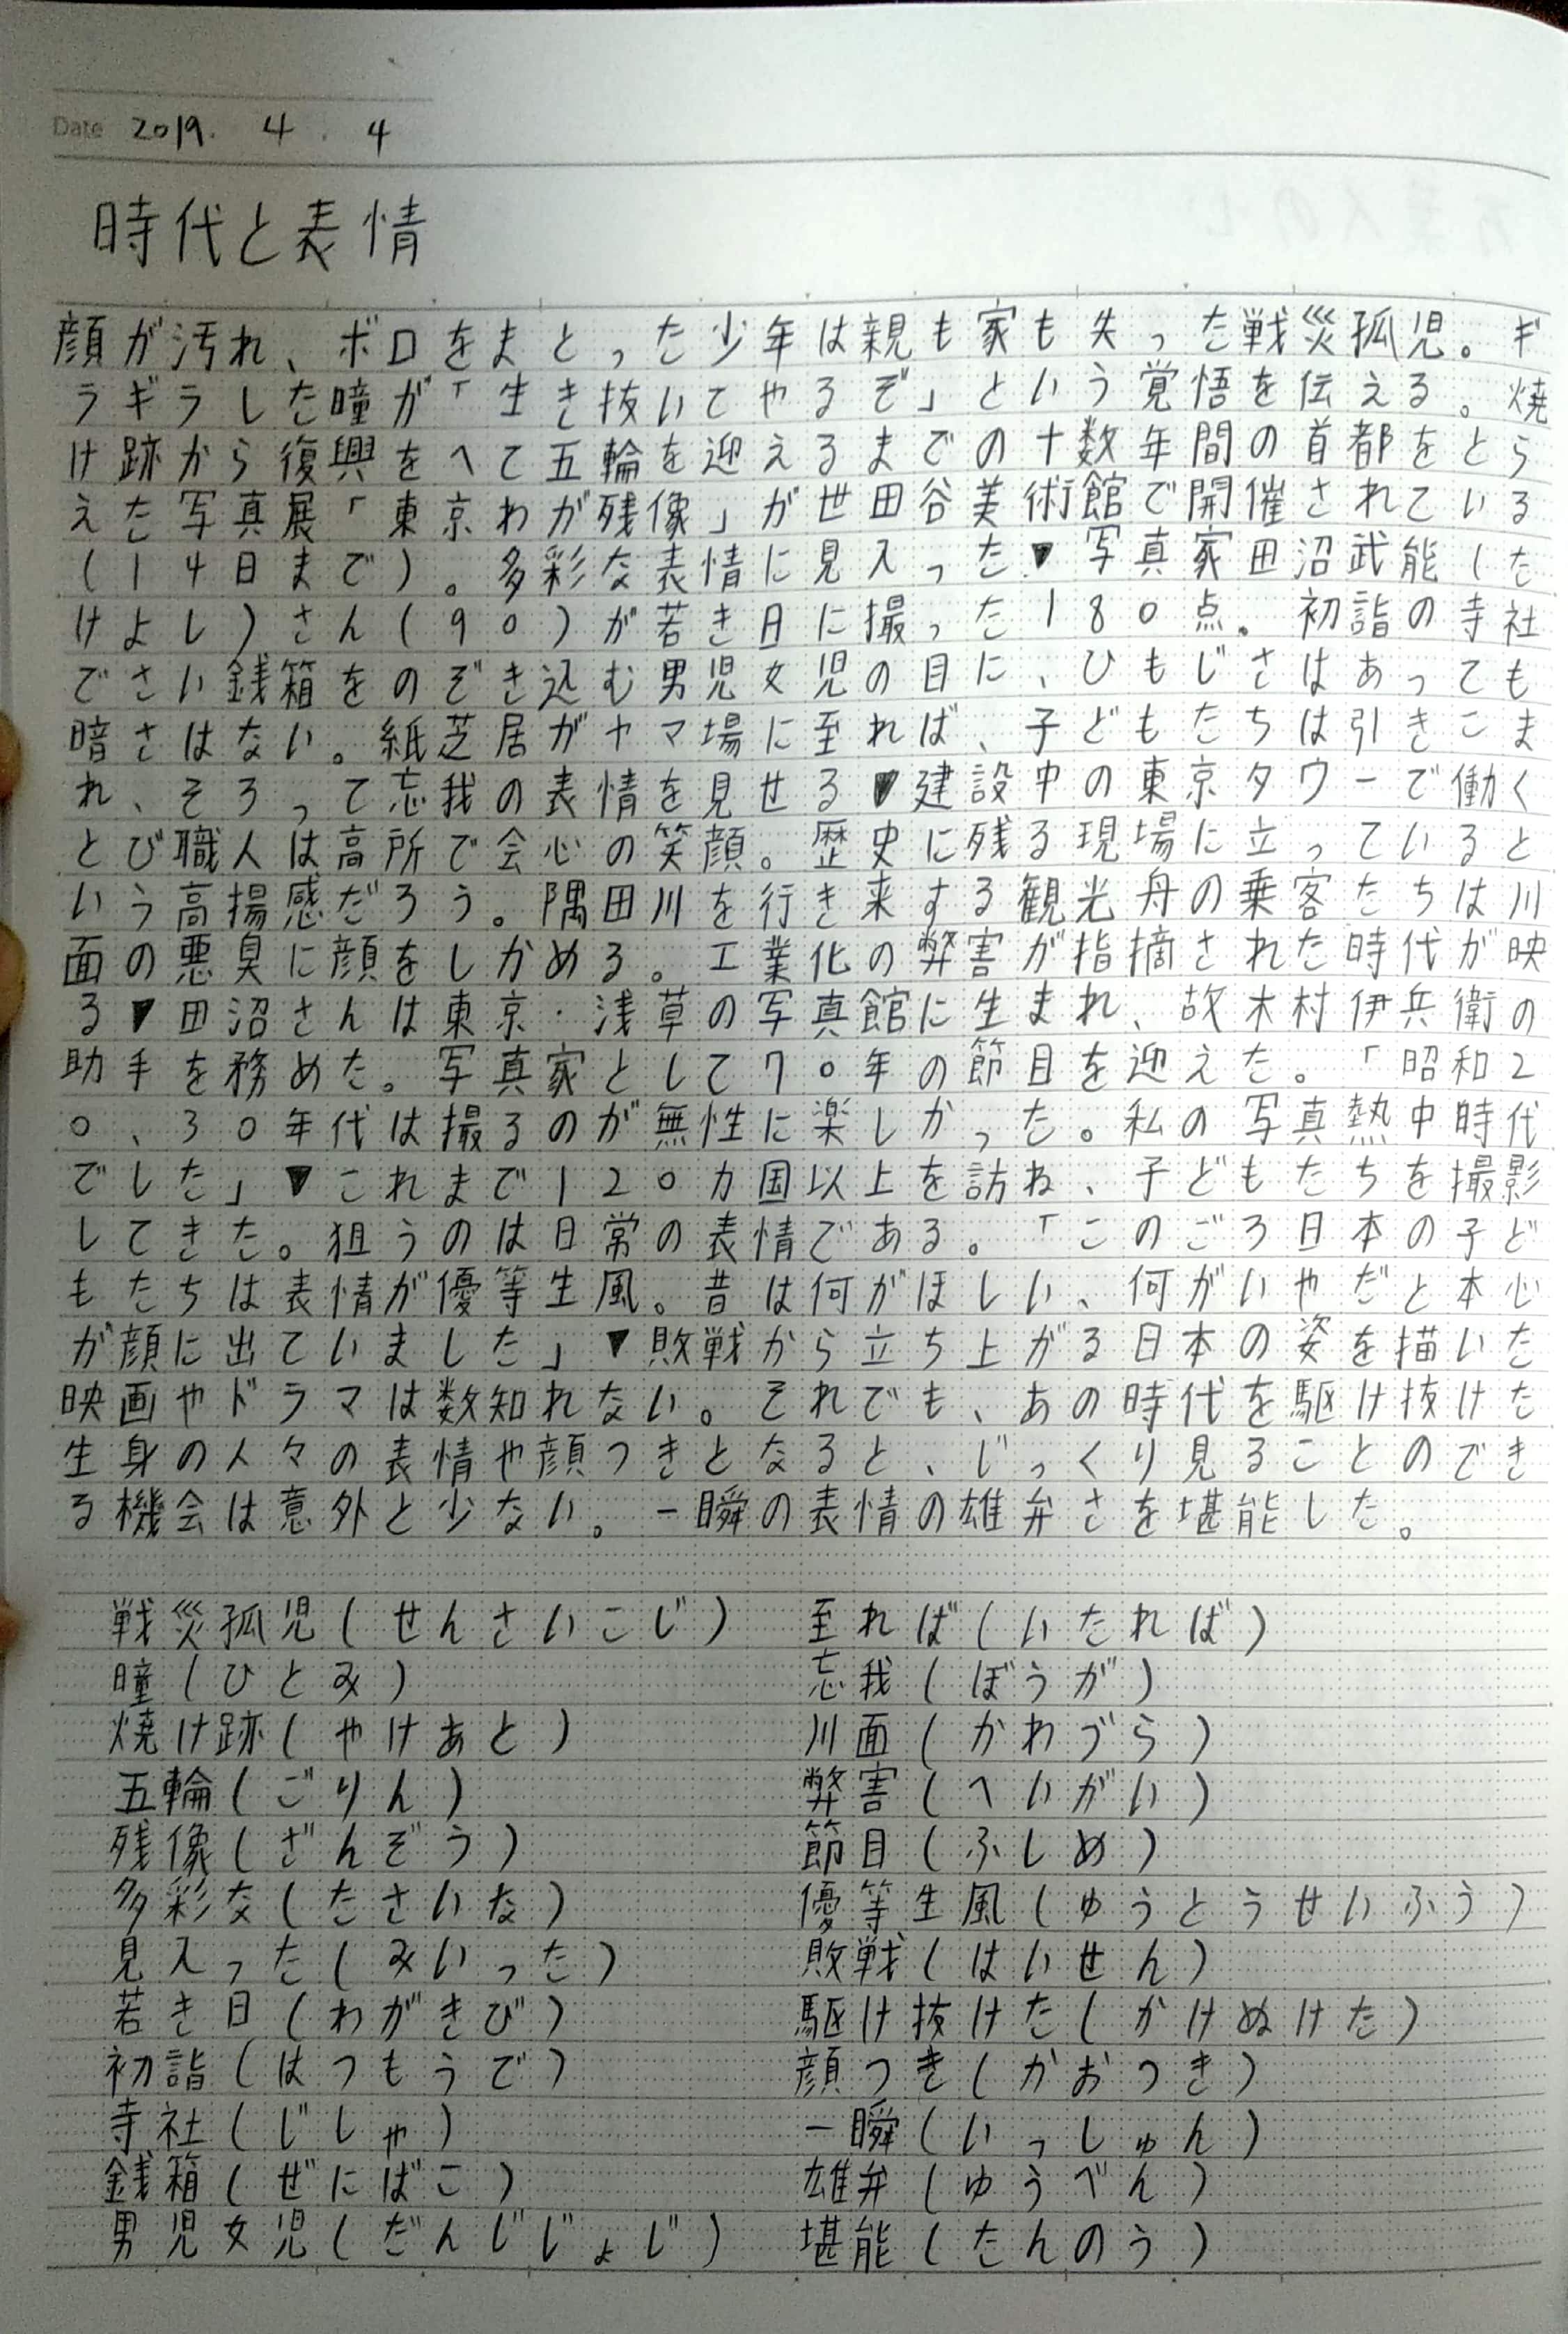 Date 2019. 4. 4
時代と表情
顔が汚れ、ボロをまとった少年は親も家も失った戦災孤児。ギ
ラギラした瞳が「生き抜いてやるぞ」という覚悟を伝える。焼
け跡から復興をへて五輪を迎えるまでの十数年間の首都をとら
えた写真展「東京わが残像」が世田谷美術館で開催されている
(14日まで)。多彩な表情に見入った▼写真家田沼武能(た
けよし)さん(90)が若き日に撮った180点。初詣の寺社
でさい銭箱をのぞき込む男児女児の目に、ひもじさはあっても
暗さはない。紙芝居がヤマ場に至れば、子どもたちは引きこま
れ、そろって忘我の表情を見せる▼建設中の東京タワーで働く
とび職人は高所で会心の笑顔。歴史に残る現場に立っていると
いう高揚感だろう。隅田川を行き来する観光舟の乗客たちは川
面の悪臭に顔をしかめる。工業化の弊害が指摘された時代が映
る▼田沼さんは東京・浅草の写真館に生まれ、故木村伊兵衛の
助手を務めた。写真家として70年の節目を迎えた。「昭和2
0、30年代は撮るのが無性に楽しかった。私の写真熱中時代
でした」▼これまで120カ国以上を訪ね、子どもたちを撮影
してきた。狙うのは日常の表情である。「このごろ日本の子ど
もたちは表情が優等生風。昔は何がほしい、何がいやだと本心
が顔に出ていました」▼敗戦から立ち上がる日本の姿を描いた
映画やドラマは数知れない。それでも、あの時代を駆け抜けた
生身の人々の表情や顔つきとなると、じっくり見ることのでき
る機会は意外と少ない。一瞬の表情の雄弁さを堪能した。
戦災孤児(せんさいこじ)
瞳(ひとみ)
焼け跡(やけあと)
五輪(ごりん)
残像(ざんぞう)
多彩な(たさいな)
見入った(みいった)
若き日(わがきび)
初詣(はつもうで)
寺社(じしゃ)
銭箱(ぜにばこ)
男児女児(だんじじょじ)
至れば(いたれば)
忘我(ぼうが)
川面(かわづら)
弊害(へいがい)
節目(ふしめ)
優等生風(ゆうとうせいふう)
敗戦(はいせん)
駆け抜けた(かけぬけた)
顔つき(かおつき)
一瞬(いっしゅん)
雄弁(ゆうべん)
堪能(たんのう)